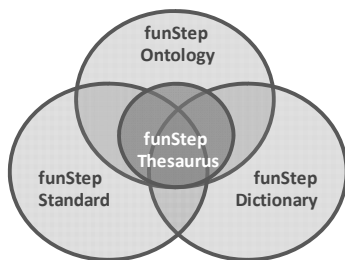 funStep
Ontology
funStep
Thesaurus
funStep
Standard
funStep
Dictionary